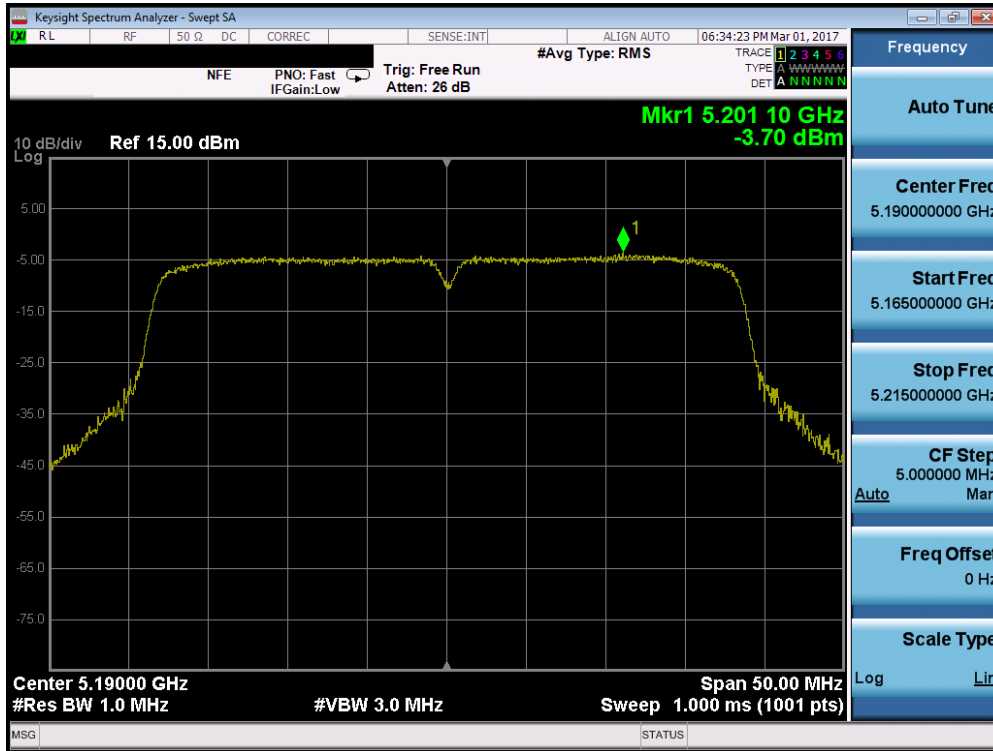 Keysight Spectrum Analyzer - Swept SA
LXI RL RF 50 Ω DC CORREC SENSE:INT ALIGN AUTO 06:34:23 PM Mar 01, 2017
NFE PNO: Fast Trig: Free Run #Avg Type: RMS TRACE 1 2 3 4 5 6
IFGain:Low Atten: 26 dB TYPE A WWWWW
DET A N N N N N
Mkr1 5.201 10 GHz
-3.70 dBm
10 dB/div Ref 15.00 dBm
Log
1
5.00
-5.00
-15.0
-25.0
-35.0
-45.0
-55.0
-65.0
-75.0
Center 5.19000 GHz Span 50.00 MHz
#Res BW 1.0 MHz #VBW 3.0 MHz Sweep 1.000 ms (1001 pts)
MSG STATUS
Frequency
Auto Tune
Center Freq
5.190000000 GHz
Start Freq
5.165000000 GHz
Stop Freq
5.215000000 GHz
CF Step
5.000000 MHz
Auto Man
Freq Offset
0 Hz
Scale Type
Log Lin